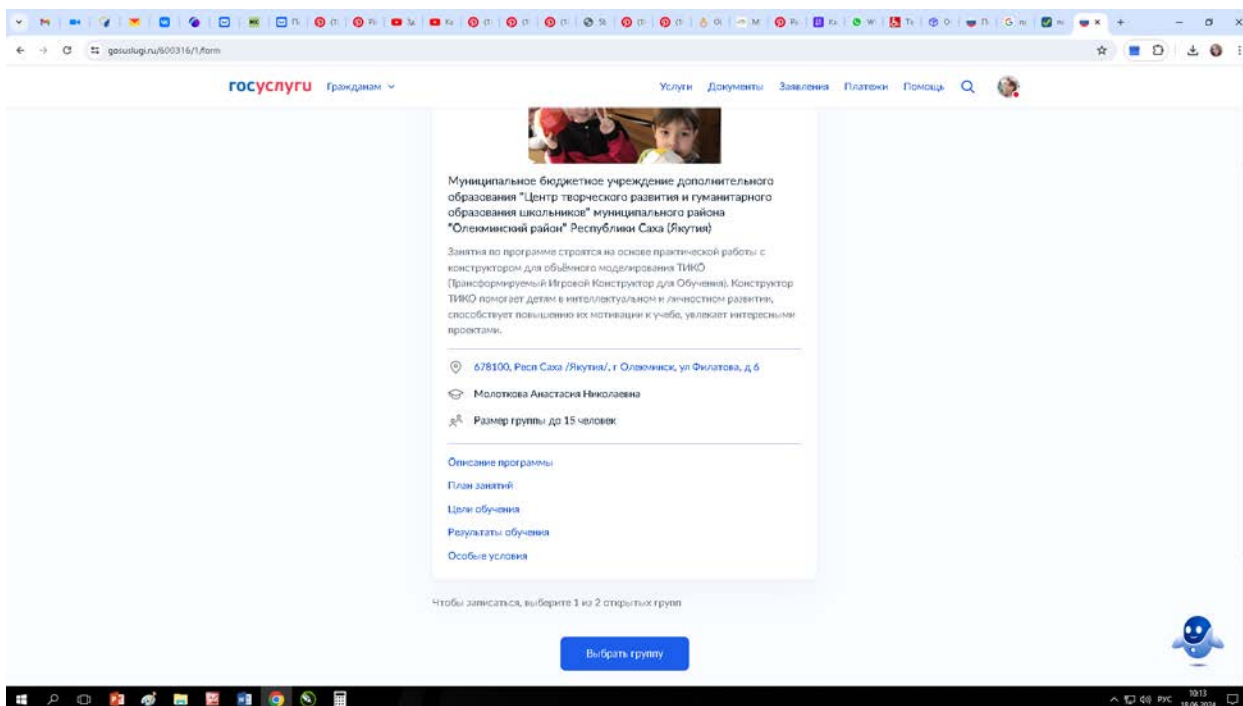 gosuslugi.ru/600316/1/form
госуслуги Гражданам Услуги Документы Заявления Платежи Помощь
Муниципальное бюджетное учреждение дополнительного
образования "Центр творческого развития и гуманитарного
образования школьников" муниципального района
"Олекминский район" Республики Саха (Якутия)
Занятия по программе строятся на основе практической работы с
конструктором для объёмного моделирования ТИКО
(Трансформируемый Игровой Конструктор для Обучения). Конструктор
ТИКО помогает детям в интеллектуальном и личностном развитии,
способствует повышению их мотивации к учебе, увлекает интересными
проектами.
678100, Респ Саха /Якутия/, г Олекминск, ул Филатова, д 6
Молоткова Анастасия Николаевна
Размер группы до 15 человек
Описание программы
План занятий
Цели обучения
Результаты обучения
Особые условия
Чтобы записаться, выберите 1 из 2 открытых групп
Выбрать группу
РУС
10:13
18.06.2024